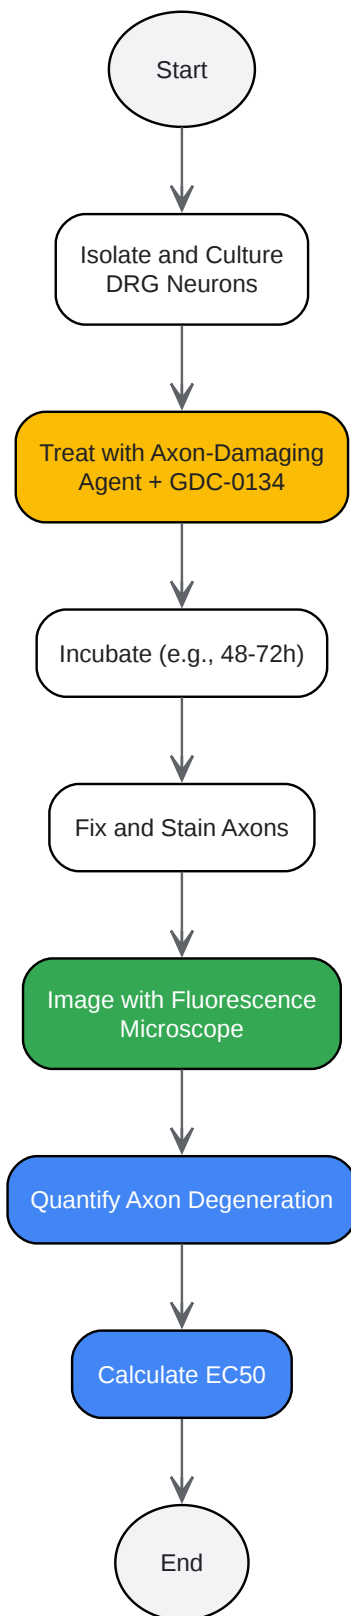 Start
Isolate and Culture
DRG Neurons
Treat with Axon-Damaging
Agent + GDC-0134
Incubate (e.g., 48-72h)
Fix and Stain Axons
Image with Fluorescence
Microscope
Quantify Axon Degeneration
Calculate EC50
End